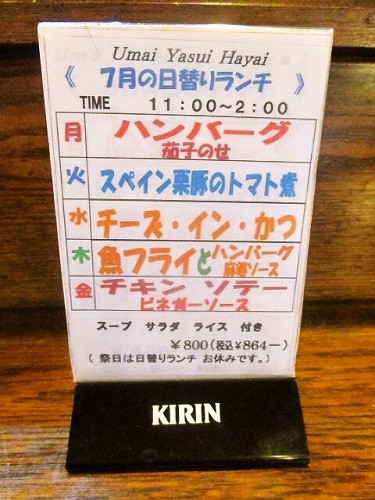 Umai Yasui Hayai
《 7月の日替りランチ 》
TIME 11:00〜2:00
月 ハンバーグ
茄子のせ
火 スペイン栗豚のトマト煮
水 チーズ・イン・かつ
木 魚フライとハンバーグ
麻婆ソース
金 チキン ソテー
ビネガーソース
スープ サラダ ライス 付き
￥800(税込￥864ー)
( 祭日は日替りランチ お休みです。)
KIRIN